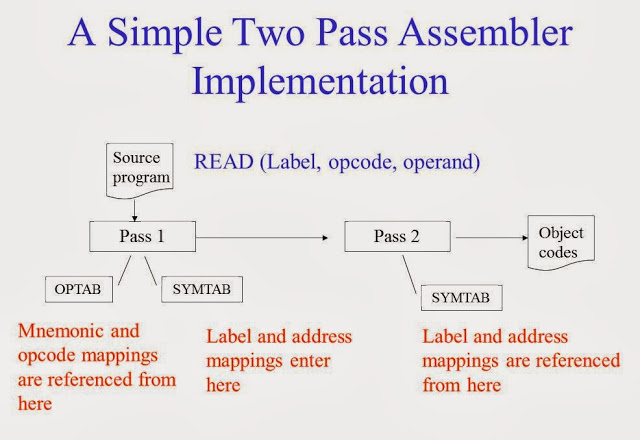 A Simple Two Pass Assembler
Implementation
Source
program
READ (Label, opcode, operand)
Pass 1
Pass 2
Object
codes
OPTAB
SYMTAB
SYMTAB
Mnemonic and
opcode mappings
are referenced from
here
Label and address
mappings enter
here
Label and address
mappings are referenced
from here